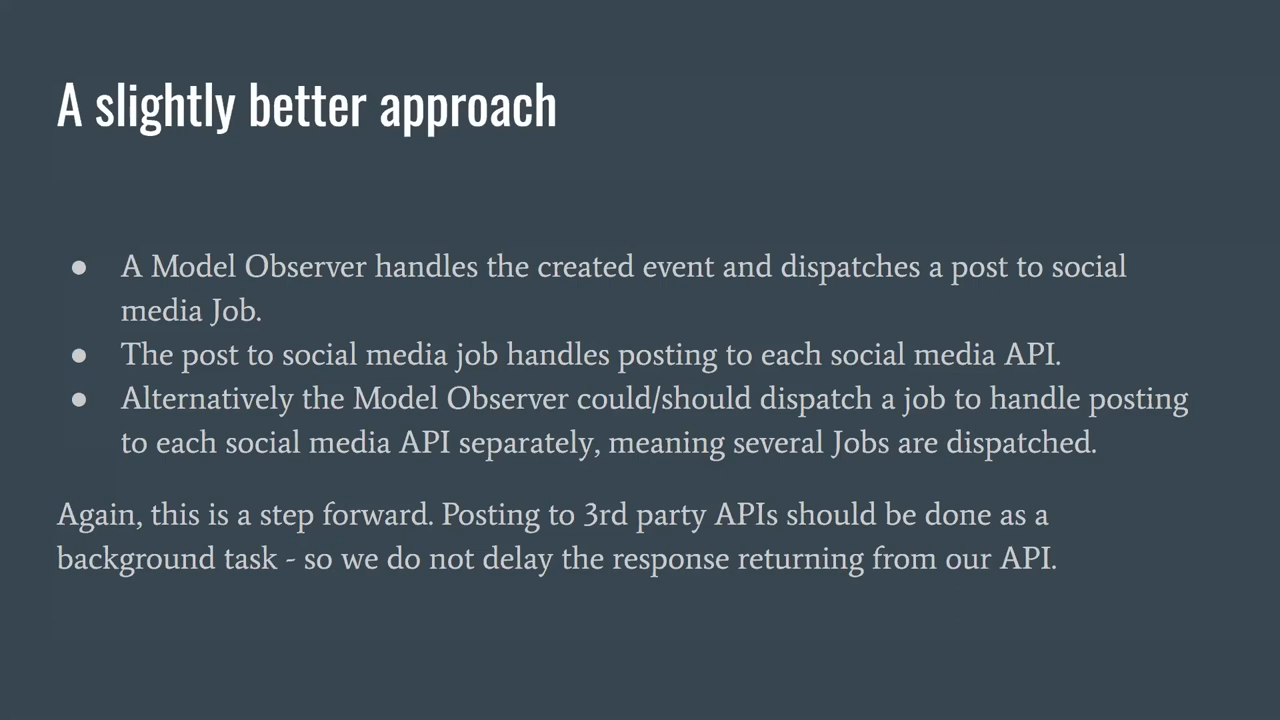 A slightly better approach
● A Model Observer handles the created event and dispatches a post to social
media Job.
● The post to social media job handles posting to each social media API.
● Alternatively the Model Observer could/should dispatch a job to handle posting
to each social media API separately, meaning several Jobs are dispatched.
Again, this is a step forward. Posting to 3rd party APIs should be done as a
background task - so we do not delay the response returning from our API.